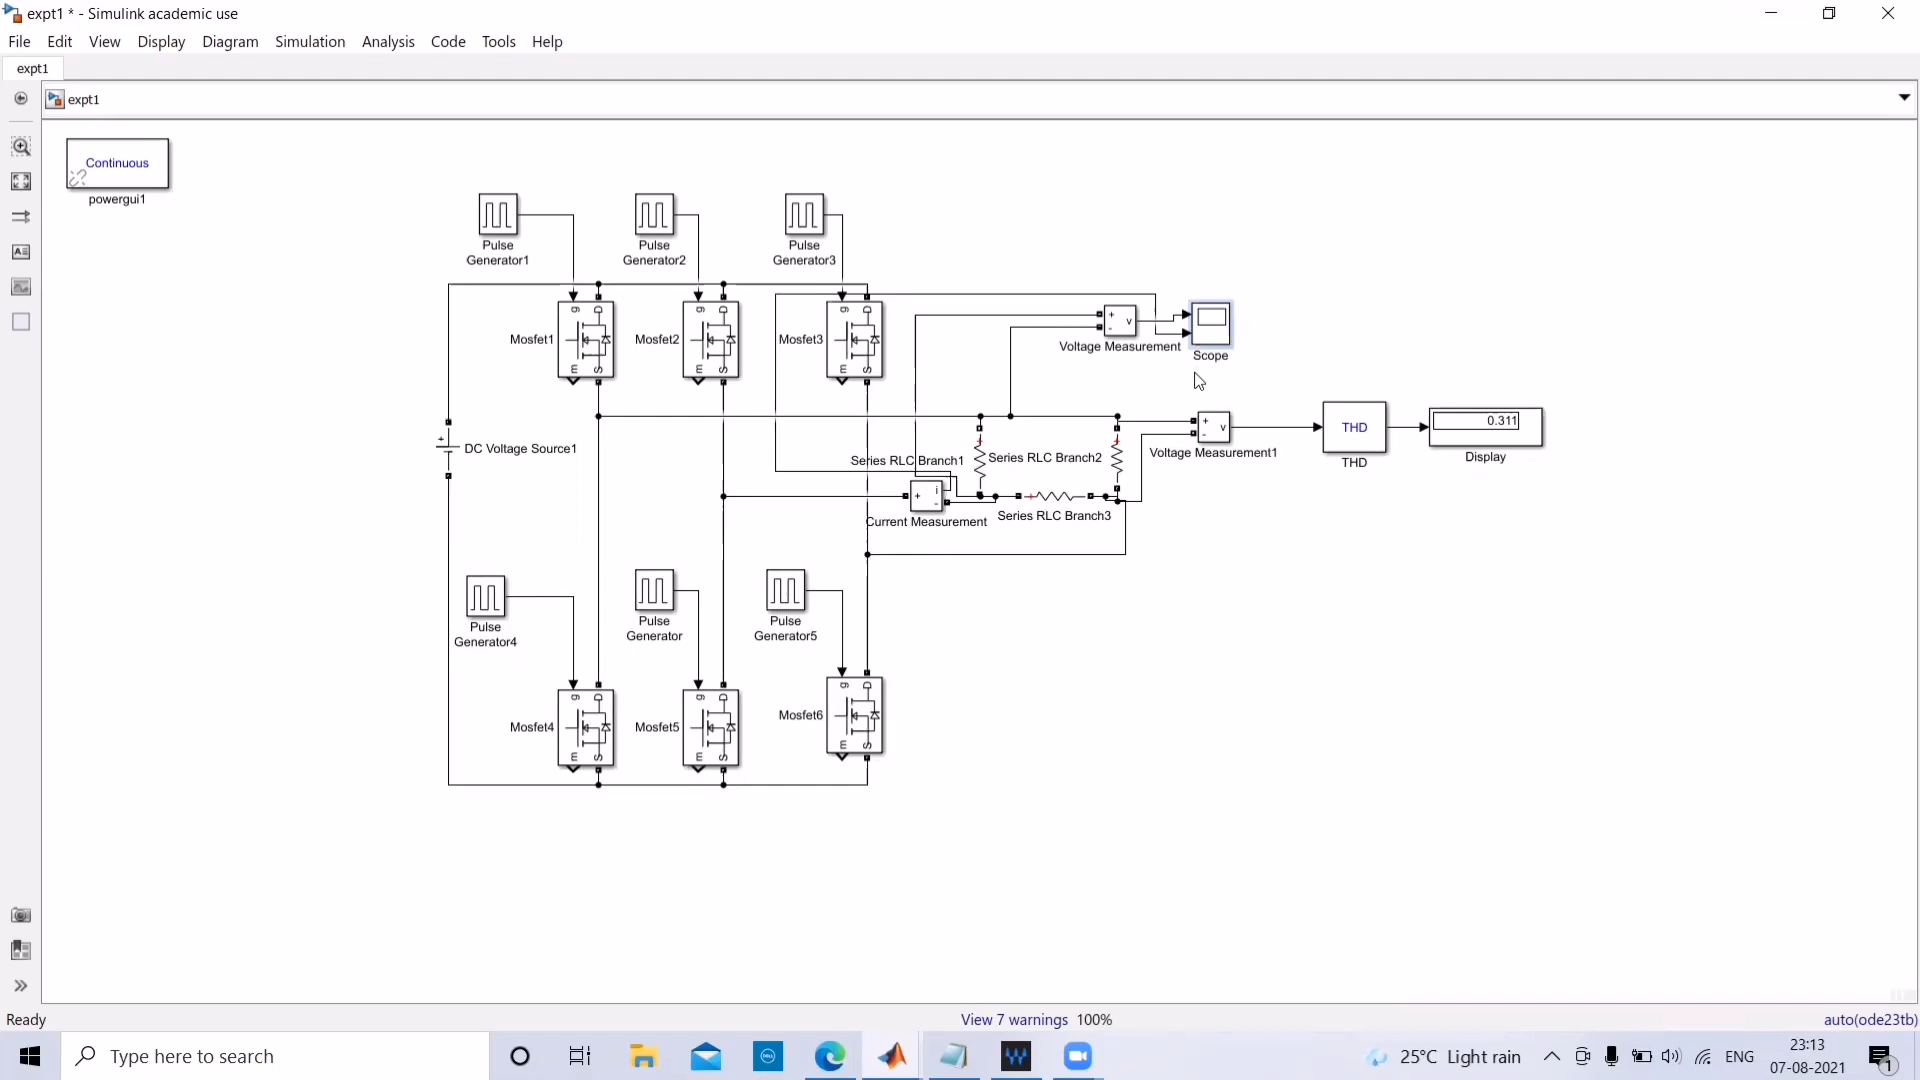 expt1 * - Simulink academic use
File Edit View Display Diagram Simulation Analysis Code Tools Help
expt1
expt1
Continuous
powergui1
Pulse
Generator1
Pulse
Generator2
Pulse
Generator3
g D
Mosfet1
m S
g D
Mosfet2
m S
g D
Mosfet3
m S
+
-
v
Voltage Measurement
Scope
+
DC Voltage Source1
Series RLC Branch1
+
Series RLC Branch2
+
+
-
v
Voltage Measurement1
THD
THD
0.311
Display
+
i
-
Current Measurement
+
Series RLC Branch3
Pulse
Generator4
Pulse
Generator
Pulse
Generator5
g D
Mosfet4
m S
g D
Mosfet5
m S
g D
Mosfet6
m S
Ready
View 7 warnings 100%
auto(ode23tb)
Type here to search
DELL
25°C Light rain
ENG
23:13
07-08-2021
1